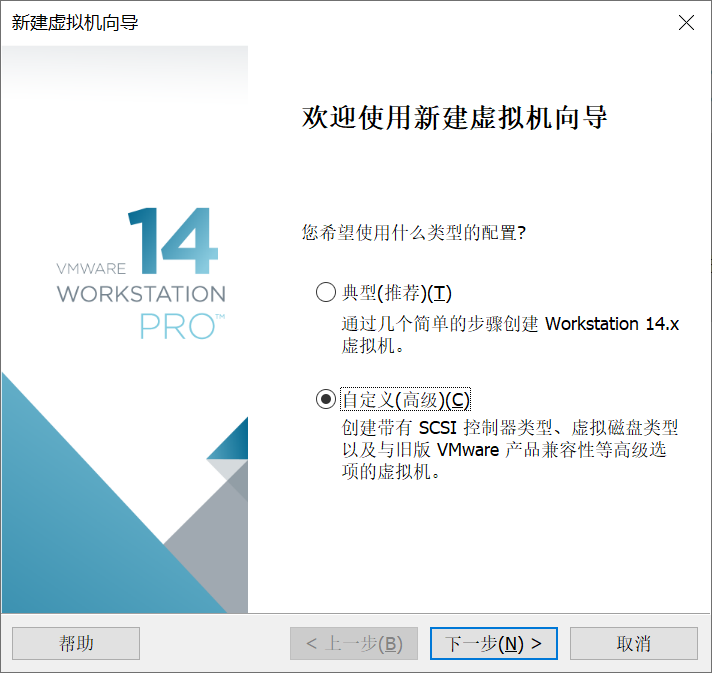 新建虚拟机向导
欢迎使用新建虚拟机向导
14
VMWARE
WORKSTATION
PRO™
您希望使用什么类型的配置?
典型(推荐)(T)
通过几个简单的步骤创建 Workstation 14.x
虚拟机。
自定义(高级)(C)
创建带有 SCSI 控制器类型、虚拟磁盘类型
以及与旧版 VMware 产品兼容性等高级选
项的虚拟机。
帮助
< 上一步(B)
下一步(N) >
取消